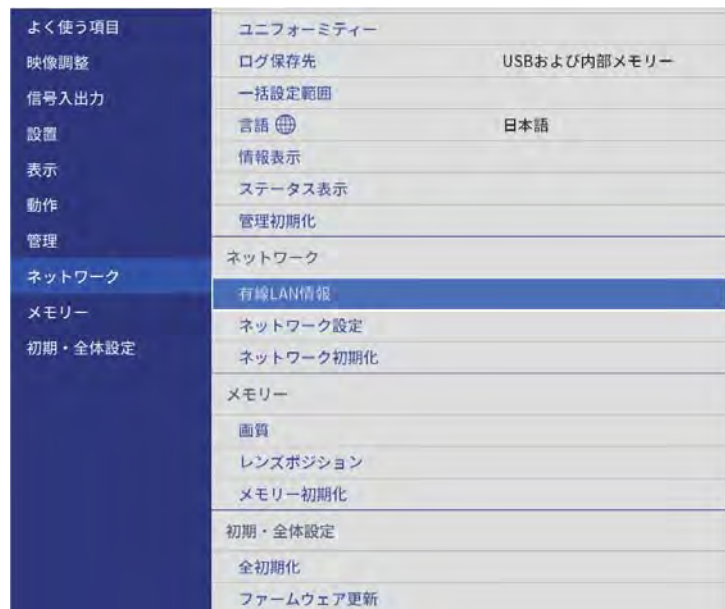 よく使う項目
映像調整
信号入出力
設置
表示
動作
管理
ネットワーク
メモリー
初期・全体設定
ユニフォーミティー
ログ保存先 USBおよび内部メモリー
一括設定範囲
言語 日本語
情報表示
ステータス表示
管理初期化
ネットワーク
有線LAN情報
ネットワーク設定
ネットワーク初期化
メモリー
画質
レンズポジション
メモリー初期化
初期・全体設定
全初期化
ファームウェア更新